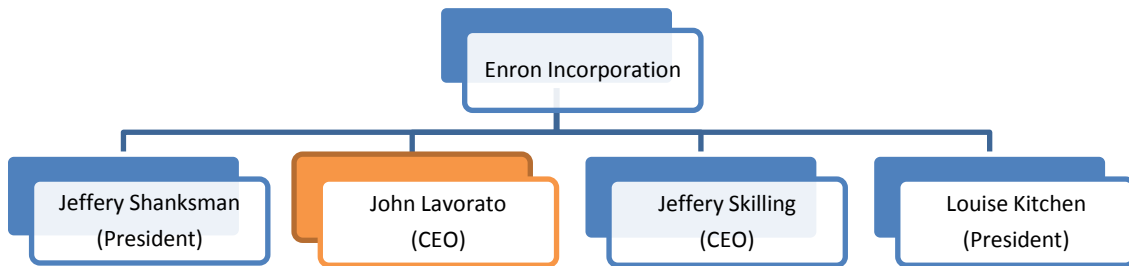 Enron Incorporation
Jeffery Shanksman
(President)
John Lavorato
(CEO)
Jeffery Skilling
(CEO)
Louise Kitchen
(President)